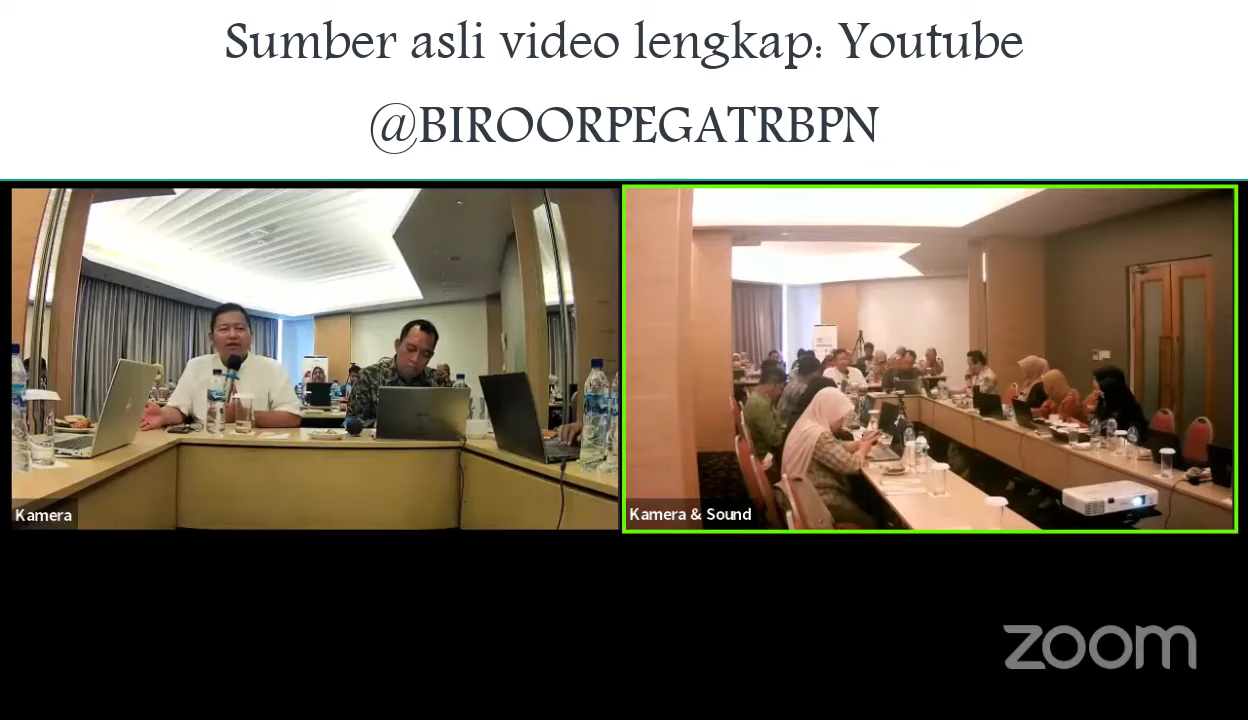 Sumber asli video lengkap: Youtube
@BIROORPEGATRBPN
Kamera
Kamera & Sound
zoom